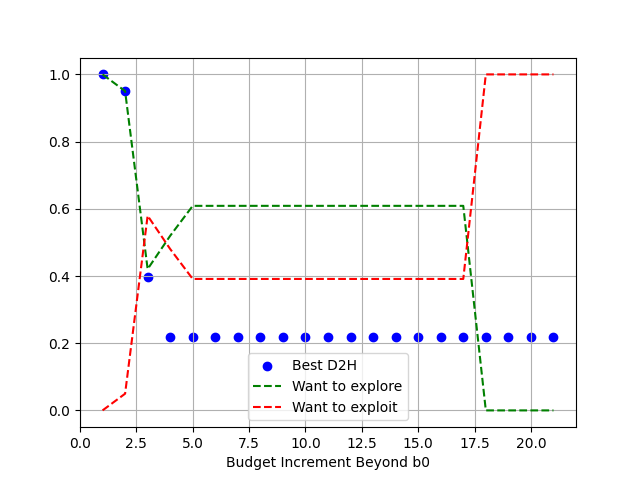 1.0
0.8
0.6
0.4
0.2
0.0
Best D2H
Want to explore
Want to exploit
0.0 2.5 5.0 7.5 10.0 12.5 15.0 17.5 20.0
Budget Increment Beyond b0